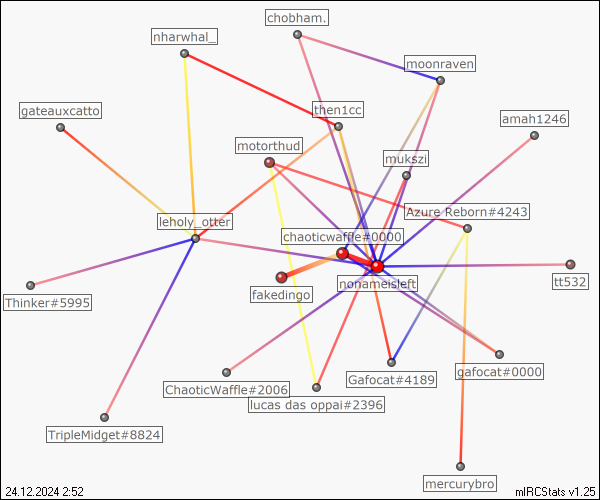 chobham.
nharwhal_
moonraven
gateauxcatto
then1cc
amah1246
motorthud
mukszi
Azure Reborn#4243
leholy_otter
chaoticwaffle#0000
nonameisleft
tt532
fakedingo
Thinker#5995
gafocat#0000
Gafocat#4189
ChaoticWaffle#2006
lucas das oppai#2396
TripleMidget#8824
mercurybro
24.12.2024 2:52
mIRCStats v1.25